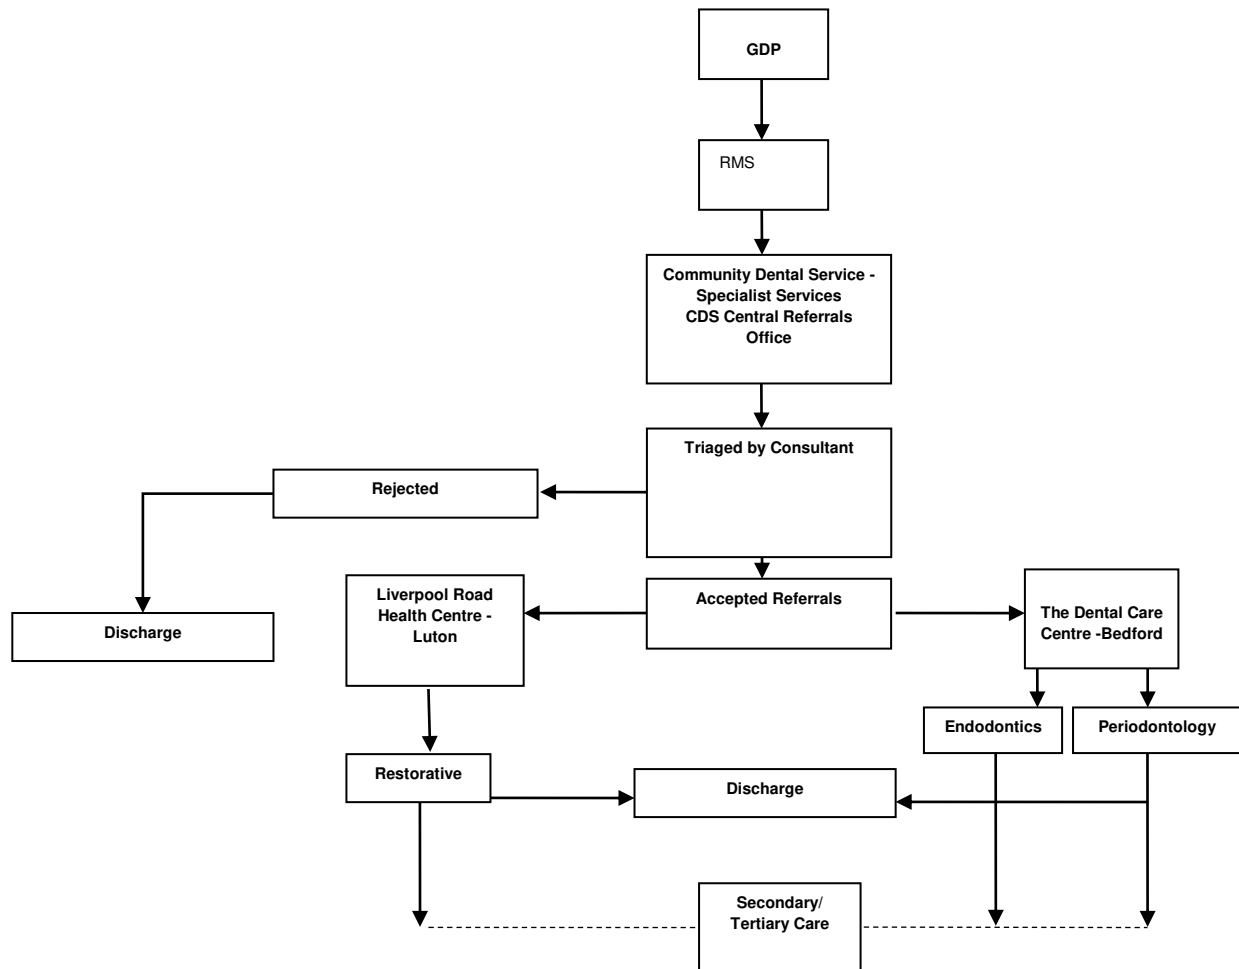 GDP
RMS
Community Dental Service -
Specialist Services
CDS Central Referrals
Office
Triaged by Consultant
Rejected
Liverpool Road
Health Centre -
Luton
Accepted Referrals
The Dental Care
Centre -Bedford
Discharge
Endodontics
Periodontology
Restorative
Discharge
Secondary/
Tertiary Care